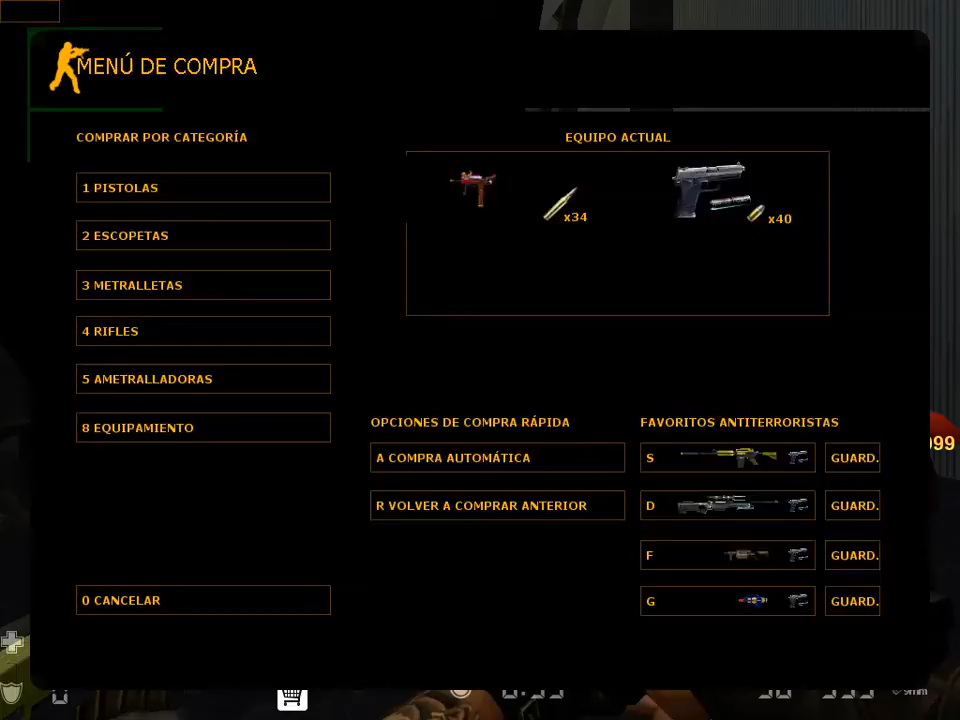 MENÚ DE COMPRA
COMPRAR POR CATEGORÍA
EQUIPO ACTUAL
1 PISTOLAS
x34
x40
2 ESCOPETAS
3 METRALLETAS
4 RIFLES
5 AMETRALLADORAS
8 EQUIPAMIENTO
OPCIONES DE COMPRA RÁPIDA
FAVORITOS ANTITERRORISTAS
A COMPRA AUTOMÁTICA
S
GUARD.
R VOLVER A COMPRAR ANTERIOR
D
GUARD.
F
GUARD.
0 CANCELAR
G
GUARD.
9mm